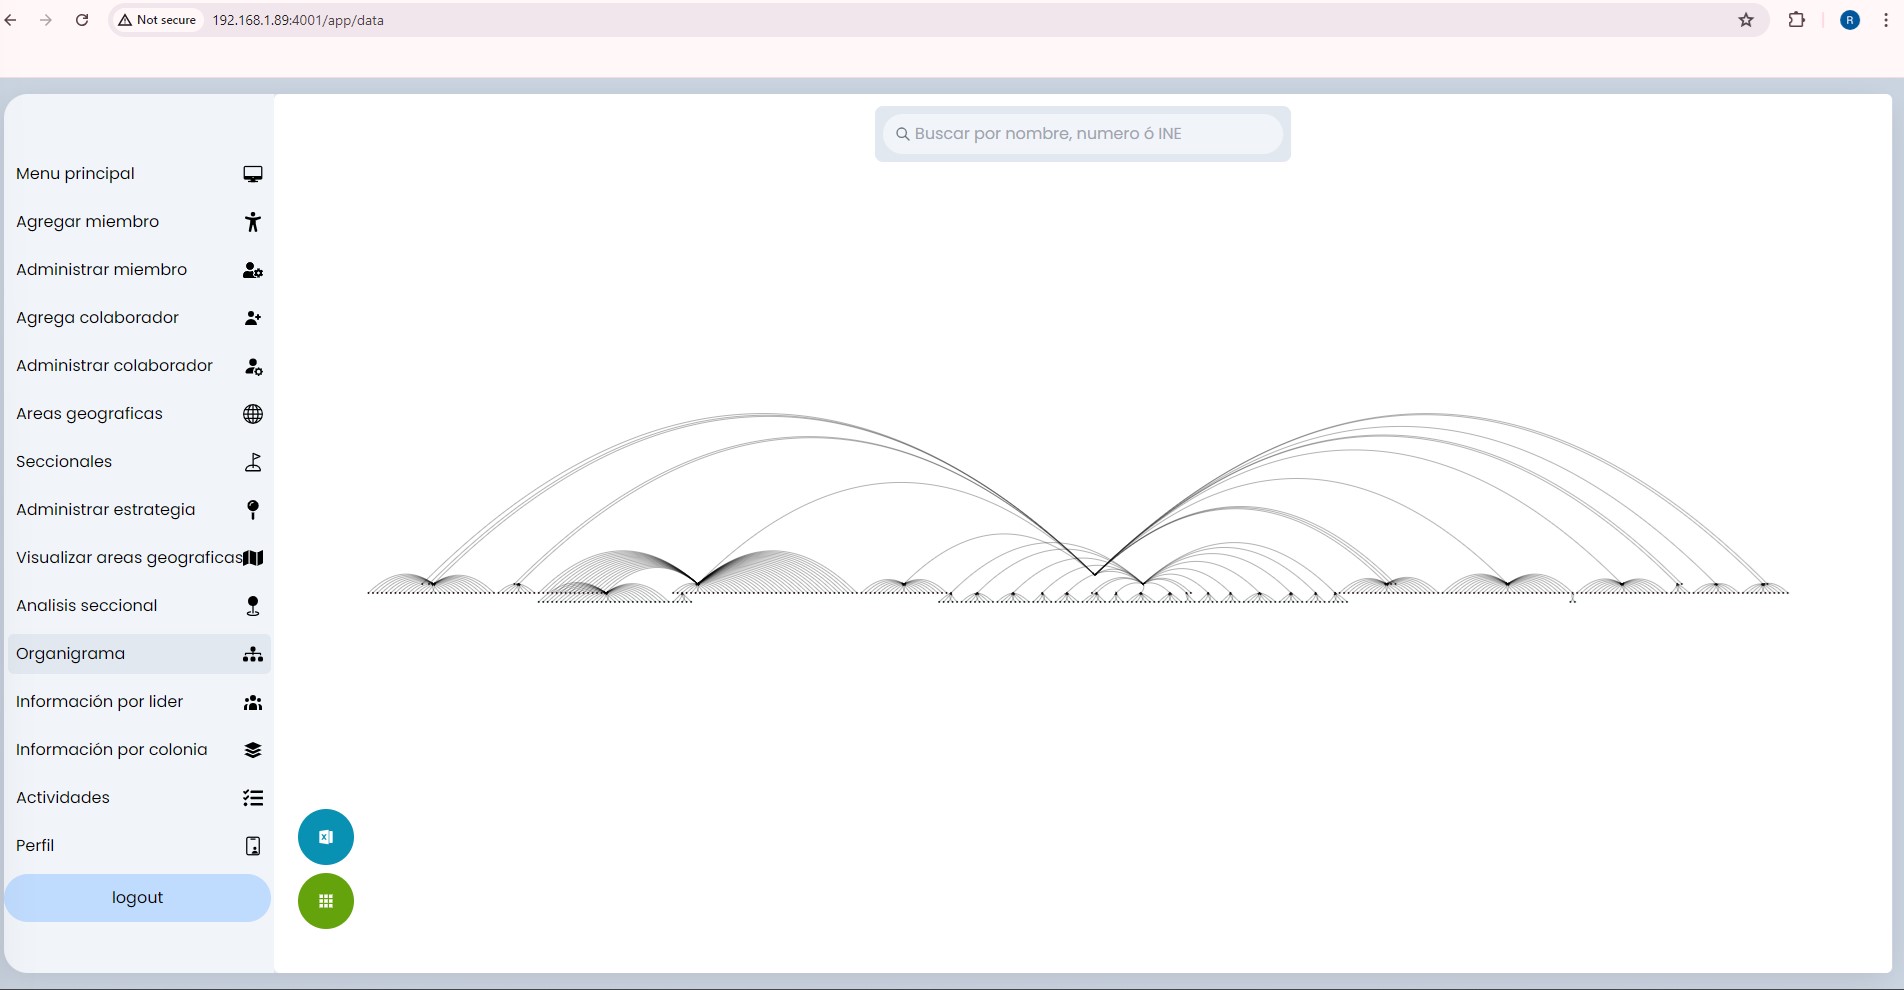 Not secure
192.168.1.89:4001/app/data
R
Buscar por nombre, numero ó INE
Menu principal
Agregar miembro
Administrar miembro
Agrega colaborador
Administrar colaborador
Areas geograficas
Seccionales
Administrar estrategia
Visualizar areas geograficas
Analisis seccional
Organigrama
Información por lider
Información por colonia
Actividades
Perfil
logout